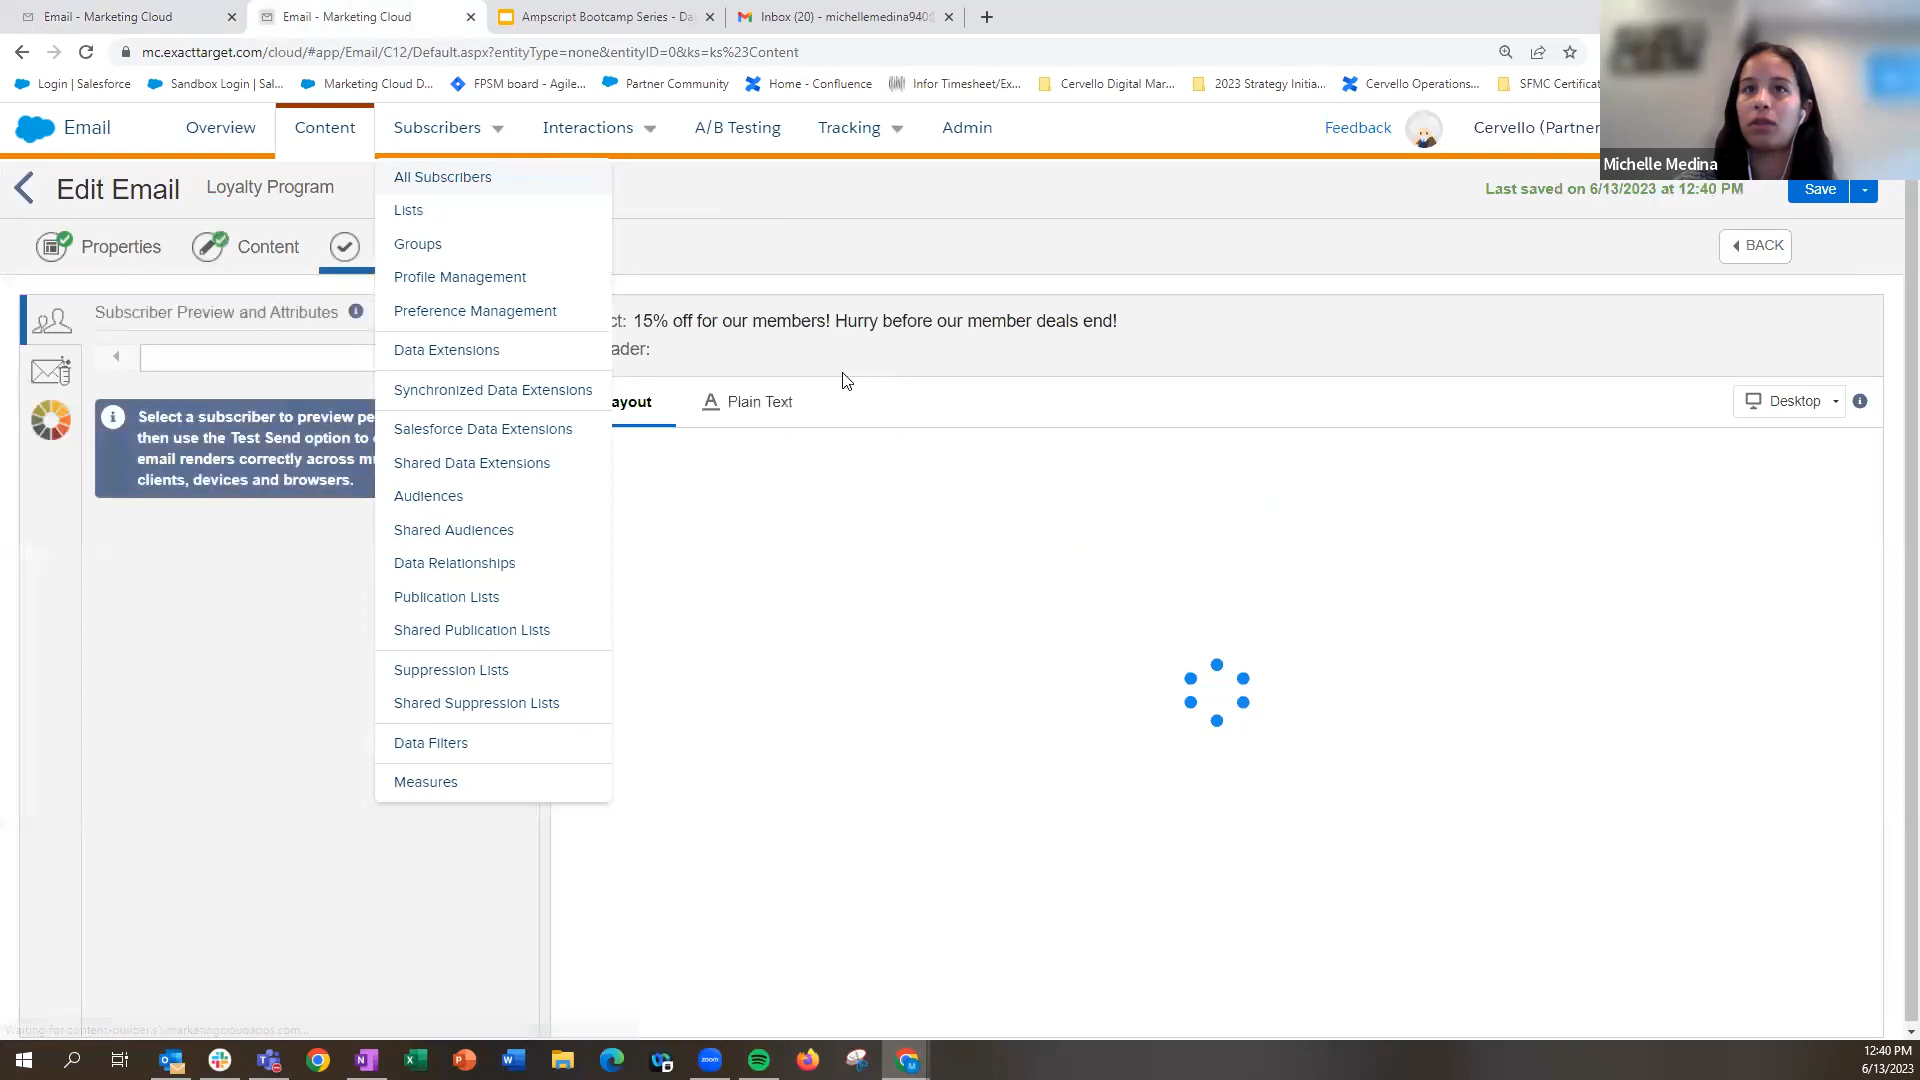 Email - Marketing Cloud
Email - Marketing Cloud
Ampscript Bootcamp Series - Da
Inbox (20) - michellemedina940
mc.exacttarget.com/cloud/#app/Email/C12/Default.aspx?entityType=none&entityID=0&ks=ks%23Content
Login | Salesforce
Sandbox Login | Sal...
Marketing Cloud D...
FPSM board - Agile...
Partner Community
Home - Confluence
Infor Timesheet/Ex...
Cervello Digital Mar...
2023 Strategy Initia...
Cervello Operations...
SFMC Certificat
Email
Overview
Content
Subscribers
Interactions
A/B Testing
Tracking
Admin
Feedback
Cervello (Partner
Michelle Medina
Edit Email
Loyalty Program
Last saved on 6/13/2023 at 12:40 PM
Save
Properties
Content
BACK
All Subscribers
Lists
Groups
Profile Management
Preference Management
Data Extensions
Synchronized Data Extensions
Salesforce Data Extensions
Shared Data Extensions
Audiences
Shared Audiences
Data Relationships
Publication Lists
Shared Publication Lists
Suppression Lists
Shared Suppression Lists
Data Filters
Measures
Subscriber Preview and Attributes
Select a subscriber to preview pe
then use the Test Send option to
email renders correctly across m
clients, devices and browsers.
ct: 15% off for our members! Hurry before our member deals end!
ader:
ayout
Plain Text
Desktop
12:40 PM
6/13/2023